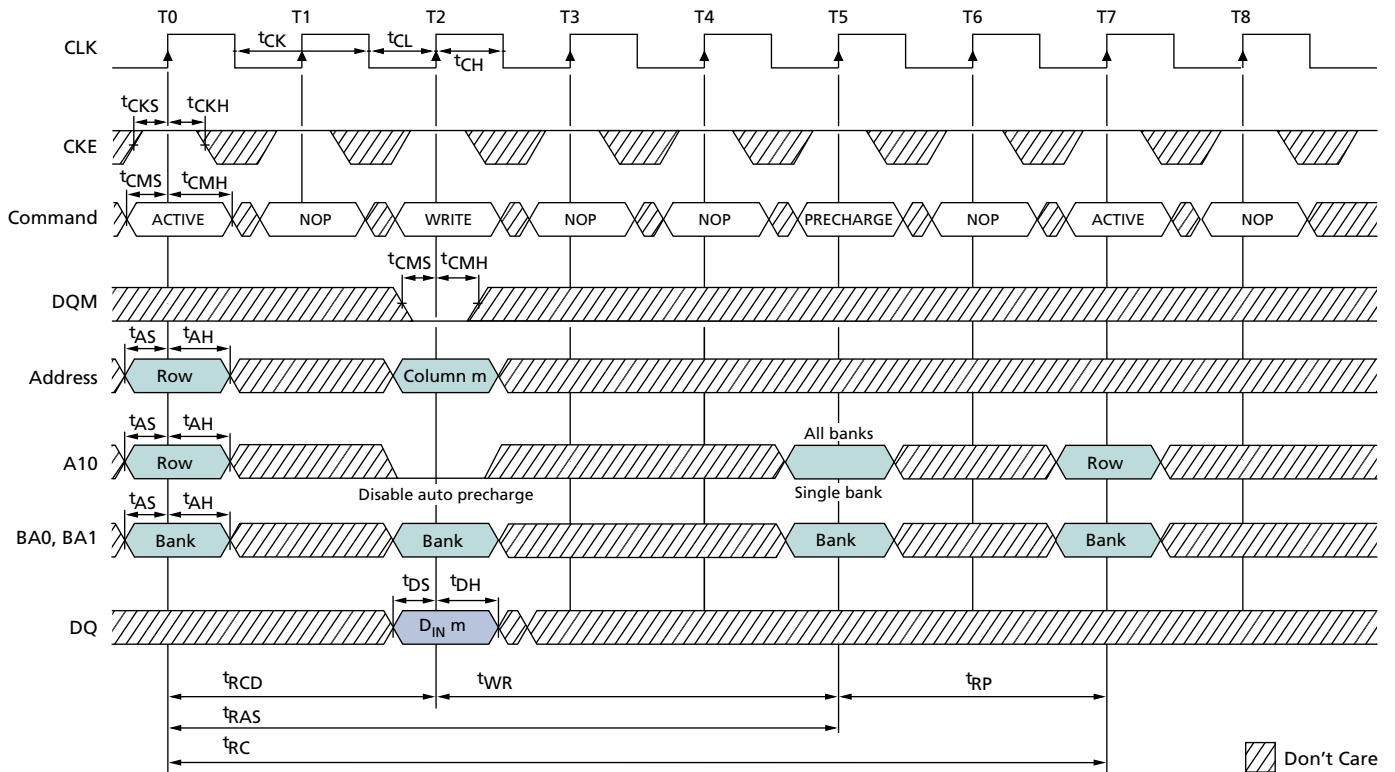 T0 T1 T2 T3 T4 T5 T6 T7 T8
CLK
tCK tCL tCH
tCKS tCKH
CKE
tCMS tCMH
Command ACTIVE NOP WRITE NOP NOP PRECHARGE NOP ACTIVE NOP
tCMS tCMH
DQM
tAS tAH
Address Row Column m
tAS tAH All banks
A10 Row Row
Disable auto precharge Single bank
tAS tAH
BA0, BA1 Bank Bank Bank Bank
tDS tDH
DQ DIN m
tRCD tWR tRP
tRAS
tRC
Don't Care